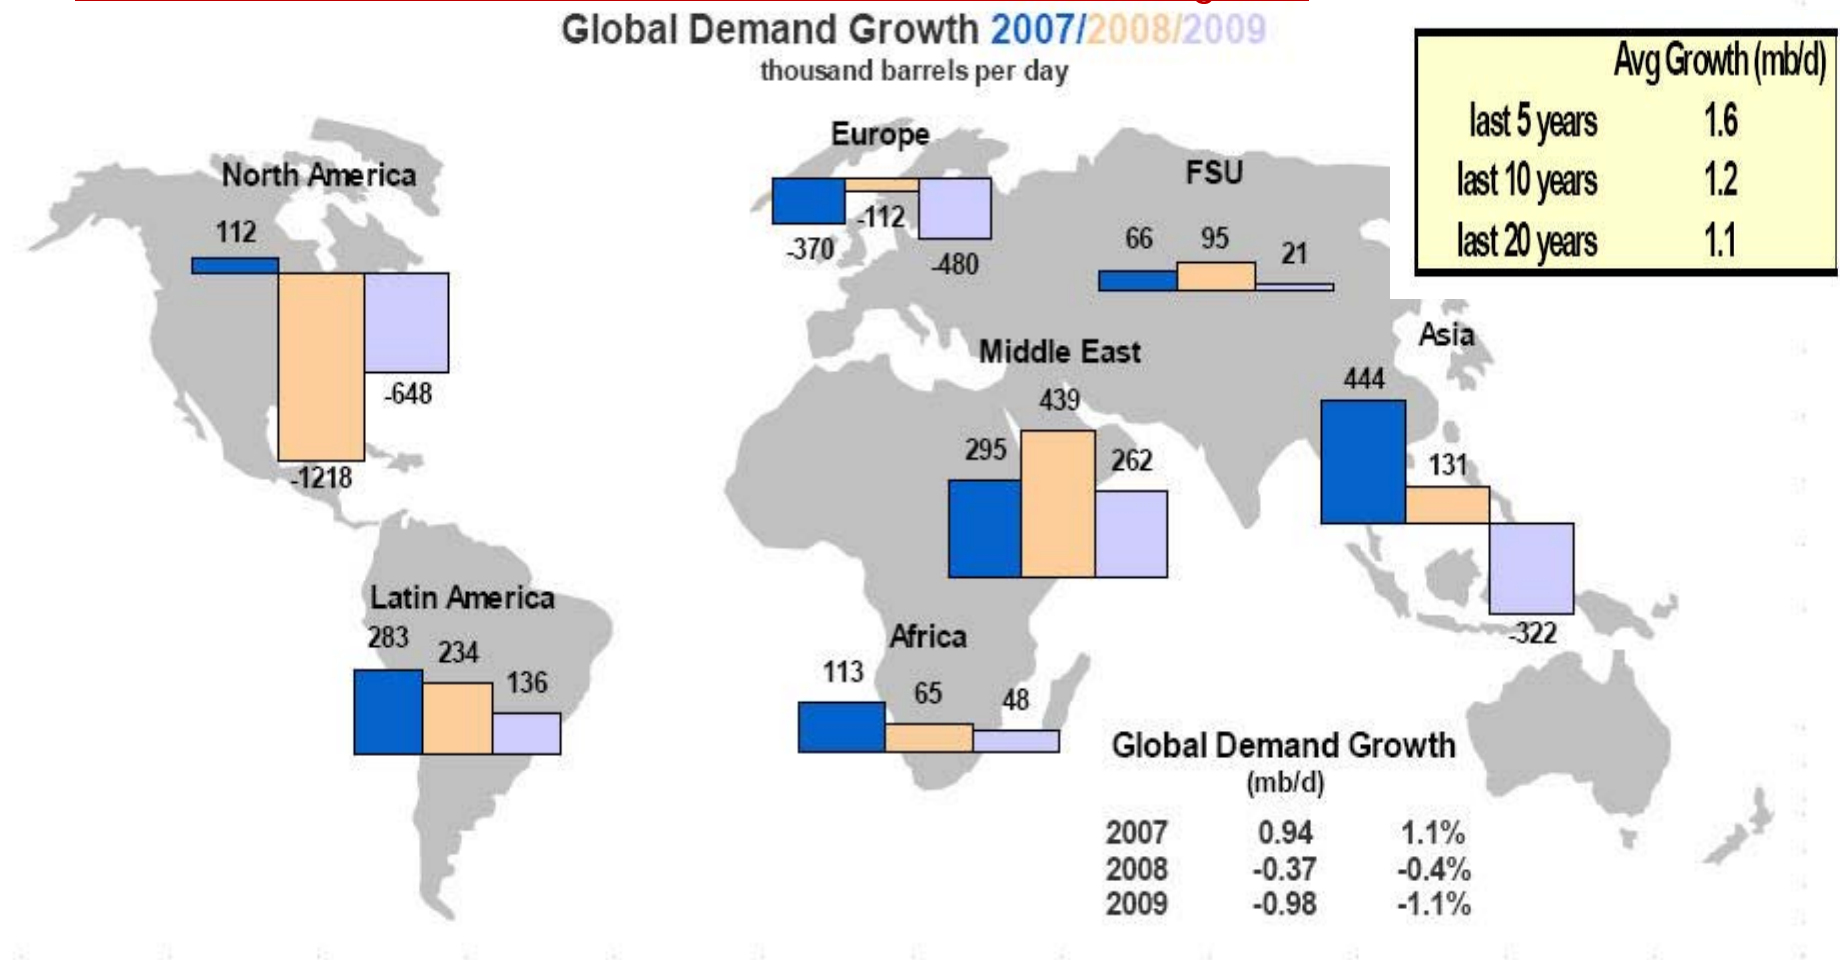 Global Demand Growth 2007/2008/2009
thousand barrels per day
Avg Growth (mb/d)
last 5 years 1.6
last 10 years 1.2
last 20 years 1.1
North America
112
-1218
-648
Europe
-370
-112
-480
FSU
66
95
21
Middle East
295
439
262
Asia
444
131
-322
Latin America
283
234
136
Africa
113
65
48
Global Demand Growth
(mb/d)
2007 0.94 1.1%
2008 -0.37 -0.4%
2009 -0.98 -1.1%